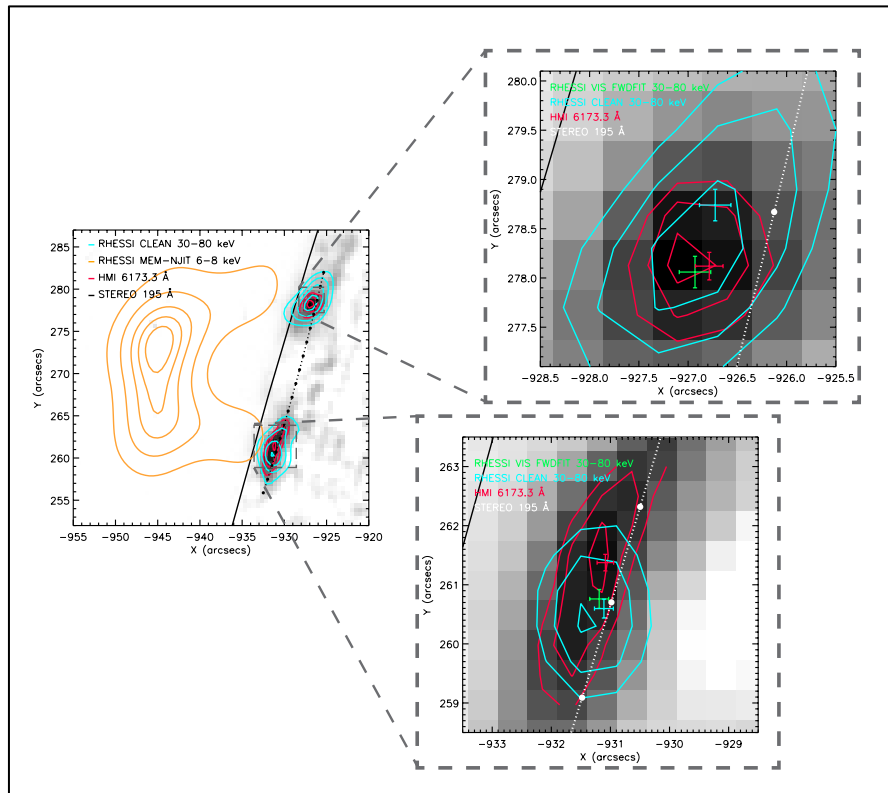 RHESSI CLEAN 30-80 keV
RHESSI MEM-NJIT 6-8 keV
HMI 6173.3 Å
STEREO 195 Å
285
280
275
270
265
260
255
Y (arcsecs)
-955 -950 -945 -940 -935 -930 -925 -920
X (arcsecs)
RHESSI VIS FWDFIT 30-80 keV
RHESSI CLEAN 30-80 keV
HMI 6173.3 Å
STEREO 195 Å
280.0
279.5
279.0
278.5
278.0
277.5
Y (arcsecs)
-928.5 -928.0 -927.5 -927.0 -926.5 -926.0 -925.5
X (arcsecs)
RHESSI VIS FWDFIT 30-80 keV
RHESSI CLEAN 30-80 keV
HMI 6173.3 Å
STEREO 195 Å
263
262
261
260
259
Y (arcsecs)
-933 -932 -931 -930 -929
X (arcsecs)